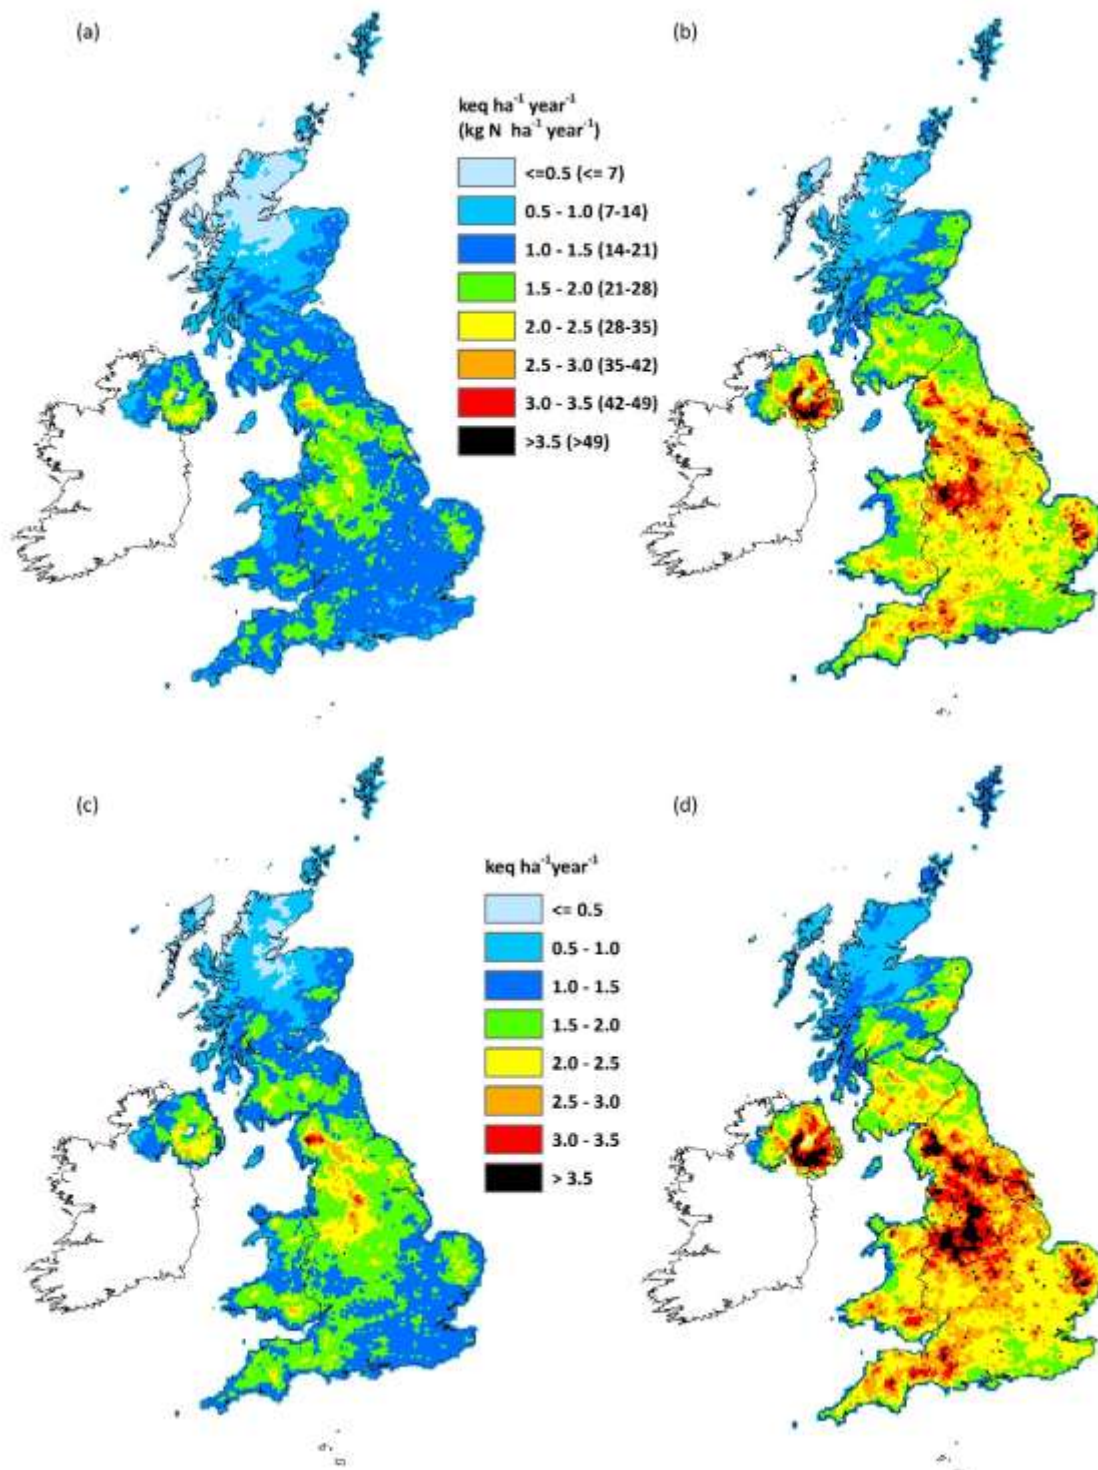 (a)
(b)
keq ha⁻¹ year⁻¹
(kg N ha⁻¹ year⁻¹)
<=0.5 (<= 7)
0.5 - 1.0 (7-14)
1.0 - 1.5 (14-21)
1.5 - 2.0 (21-28)
2.0 - 2.5 (28-35)
2.5 - 3.0 (35-42)
3.0 - 3.5 (42-49)
>3.5 (>49)
(c)
(d)
keq ha⁻¹year⁻¹
<= 0.5
0.5 - 1.0
1.0 - 1.5
1.5 - 2.0
2.0 - 2.5
2.5 - 3.0
3.0 - 3.5
> 3.5